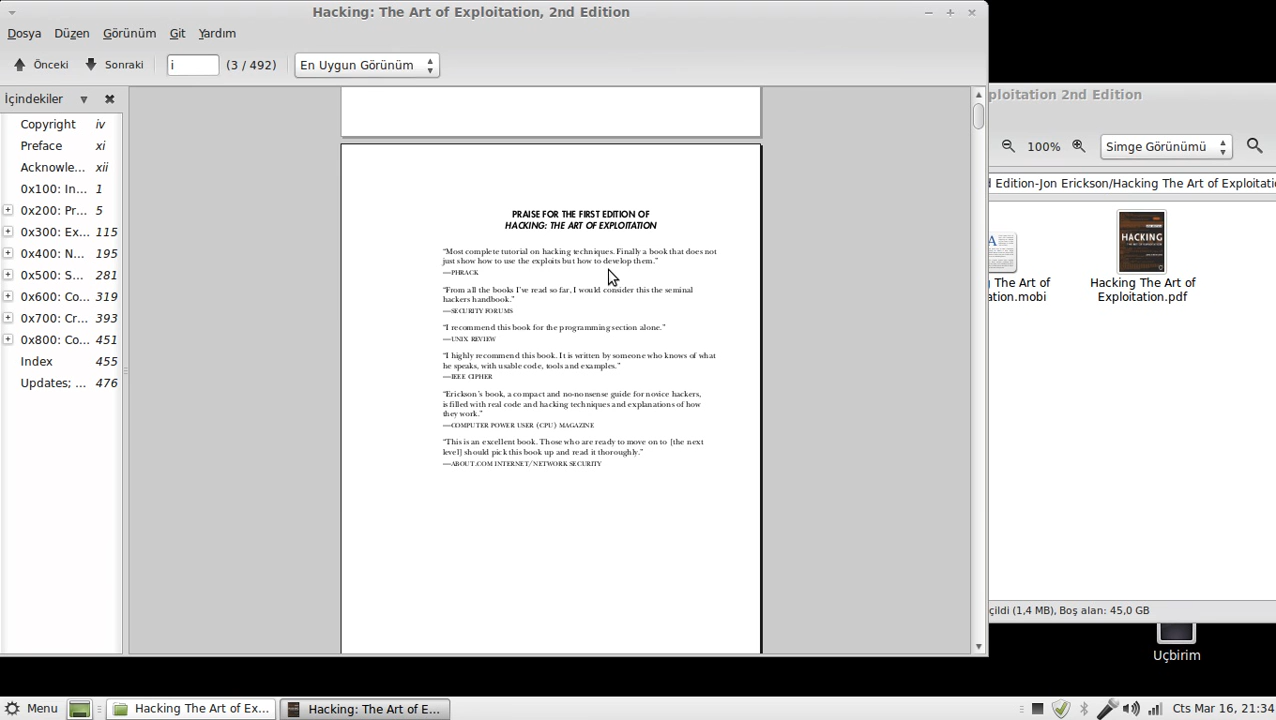 Hacking: The Art of Exploitation, 2nd Edition
Dosya Düzen Görünüm Git Yardım
Önceki Sonraki i (3 / 492) En Uygun Görünüm
İçindekiler
Copyright iv
Preface xi
Acknowle... xii
0x100: In... 1
0x200: Pr... 5
0x300: Ex... 115
0x400: N... 195
0x500: S... 281
0x600: Co... 319
0x700: Cr... 393
0x800: Co... 451
Index 455
Updates; ... 476
PRAISE FOR THE FIRST EDITION OF
HACKING: THE ART OF EXPLOITATION
“Most complete tutorial on hacking techniques. Finally a book that does not
just show how to use the exploits but how to develop them.”
—PHRACK
“From all the books I’ve read so far, I would consider this the seminal
hackers handbook.”
—SECURITY FORUMS
“I recommend this book for the programming section alone.”
—UNIX REVIEW
“I highly recommend this book. It is written by someone who knows of what
he speaks, with usable code, tools and examples.”
—IEEE CIPHER
“Erickson’s book, a compact and no-nonsense guide for novice hackers,
is filled with real code and hacking techniques and explanations of how
they work.”
—COMPUTER POWER USER (CPU) MAGAZINE
“This is an excellent book. Those who are ready to move on to [the next
level] should pick this book up and read it thoroughly.”
—ABOUT.COM INTERNET/NETWORK SECURITY
ploitation 2nd Edition
100% Simge Görünümü
d Edition-Jon Erickson/Hacking The Art of Exploitati
HACKING
g The Art of
ation.mobi
Hacking The Art of
Exploitation.pdf
çildi (1,4 MB), Boş alan: 45,0 GB
Uçbirim
Menu Hacking The Art of Ex... Hacking: The Art of E... Cts Mar 16, 21:34